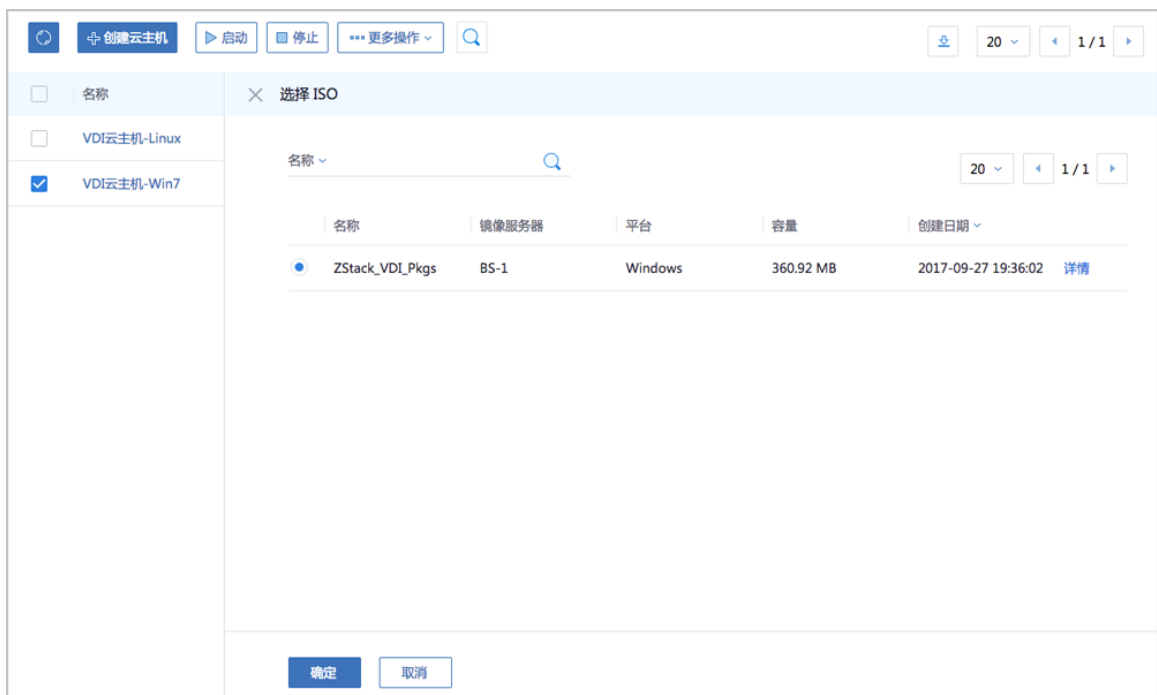 创建云主机 启动 停止 更多操作 20 1 / 1
名称 选择 ISO
VDI云主机-Linux
VDI云主机-Win7
名称 20 1 / 1
名称 镜像服务器 平台 容量 创建日期
ZStack_VDI_Pkgs BS-1 Windows 360.92 MB 2017-09-27 19:36:02 详情
确定 取消